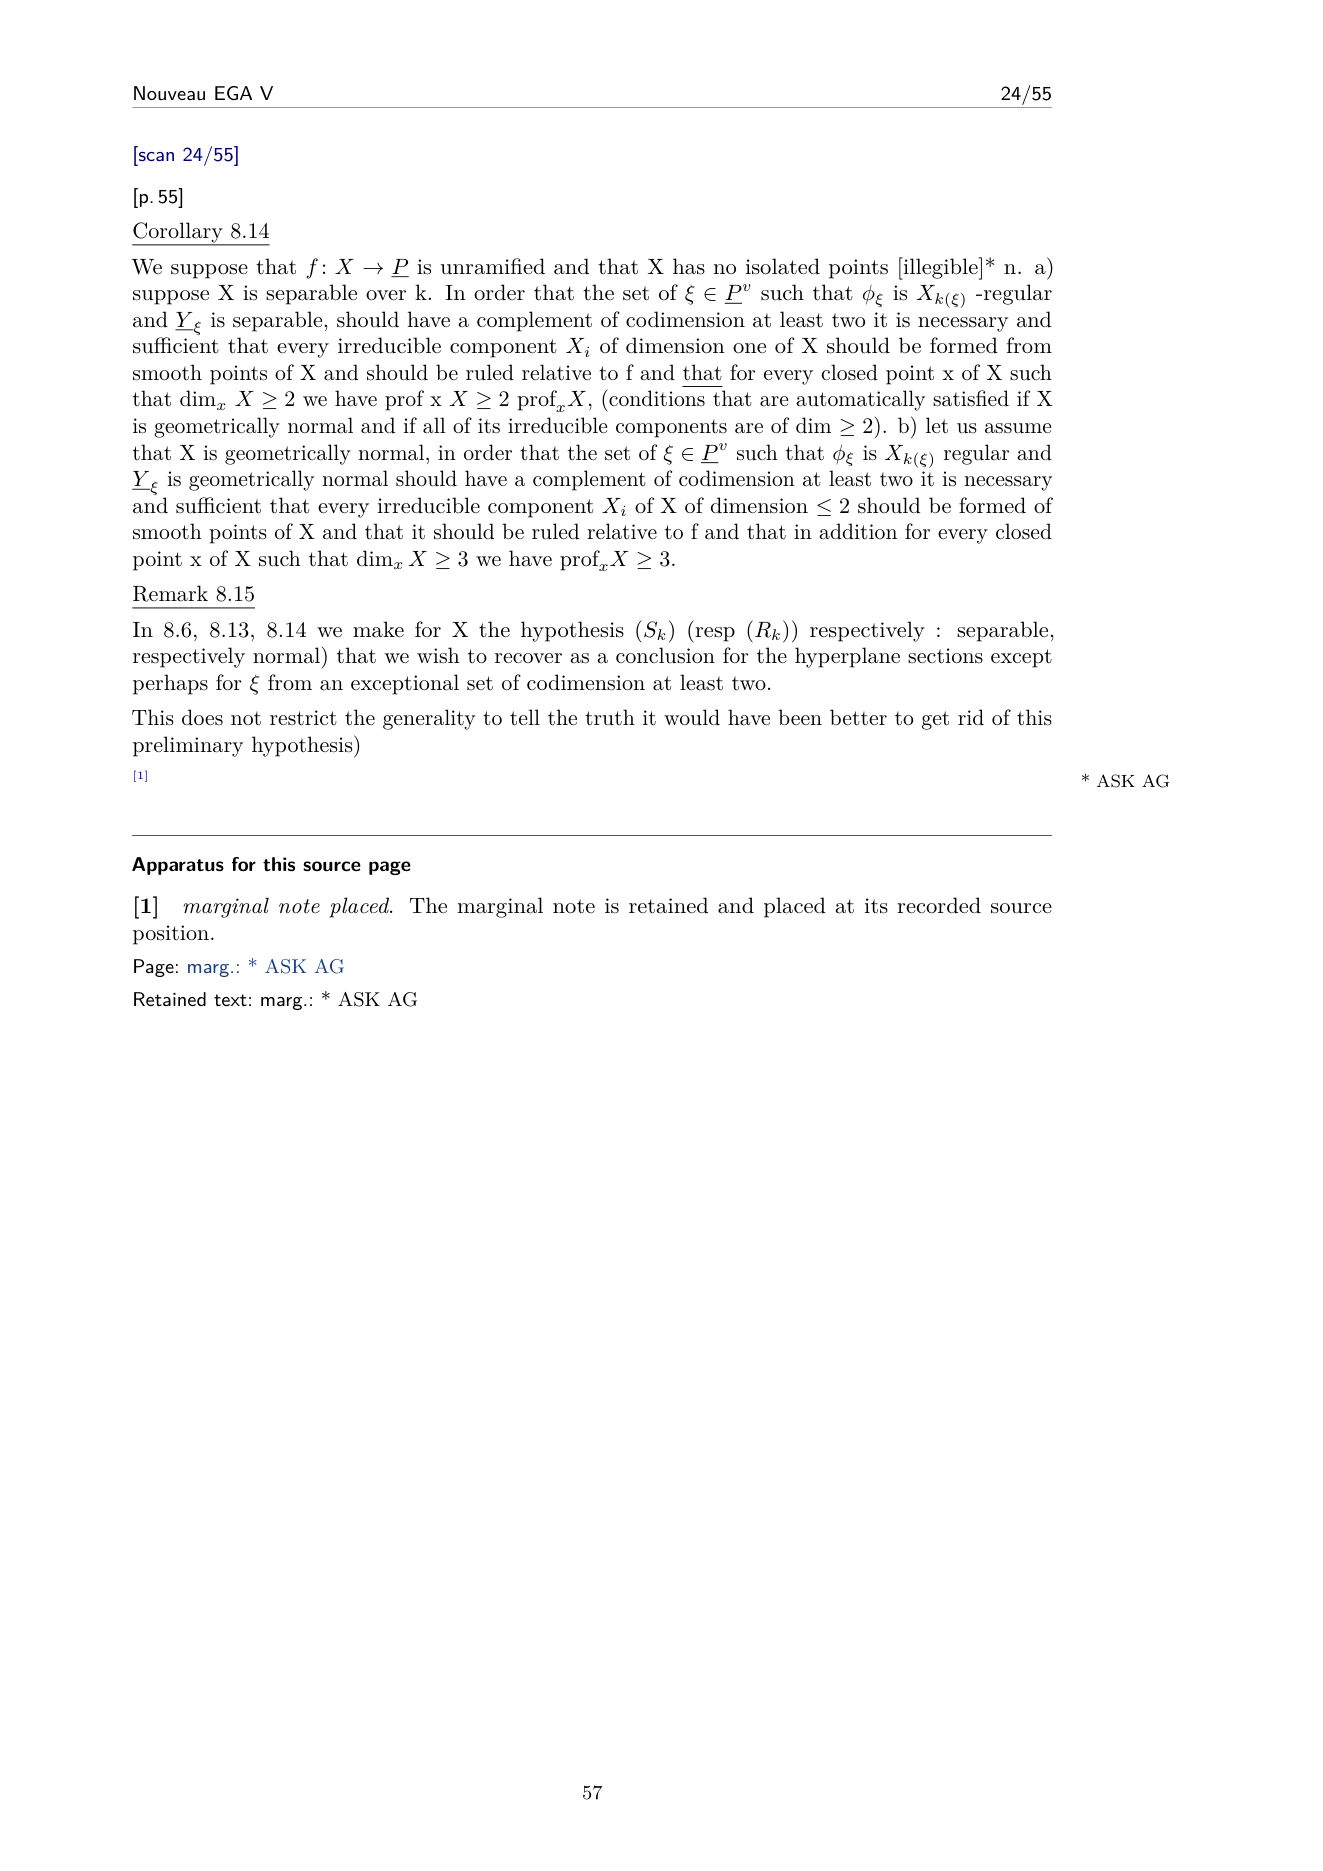 Nouveau EGA V 24/55
[scan 24/55]
[p. 55]
Corollary 8.14
We suppose that f : X → P is unramified and that X has no isolated points [illegible]* n. a)
suppose X is separable over k. In order that the set of ξ ∈ P^v such that ϕ_ξ is X_{k(ξ)} -regular
and Y_ξ is separable, should have a complement of codimension at least two it is necessary and
sufficient that every irreducible component X_i of dimension one of X should be formed from
smooth points of X and should be ruled relative to f and that for every closed point x of X such
that dim_x X ≥ 2 we have prof x X ≥ 2 prof_x X, (conditions that are automatically satisfied if X
is geometrically normal and if all of its irreducible components are of dim ≥ 2). b) let us assume
that X is geometrically normal, in order that the set of ξ ∈ P^v such that ϕ_ξ is X_{k(ξ)} regular and
Y_ξ is geometrically normal should have a complement of codimension at least two it is necessary
and sufficient that every irreducible component X_i of X of dimension ≤ 2 should be formed of
smooth points of X and that it should be ruled relative to f and that in addition for every closed
point x of X such that dim_x X ≥ 3 we have prof_x X ≥ 3.
Remark 8.15
In 8.6, 8.13, 8.14 we make for X the hypothesis (S_k) (resp (R_k)) respectively : separable,
respectively normal) that we wish to recover as a conclusion for the hyperplane sections except
perhaps for ξ from an exceptional set of codimension at least two.
This does not restrict the generality to tell the truth it would have been better to get rid of this
preliminary hypothesis)
[1] * ASK AG
Apparatus for this source page
[1] marginal note placed. The marginal note is retained and placed at its recorded source
position.
Page: marg.: * ASK AG
Retained text: marg.: * ASK AG
57